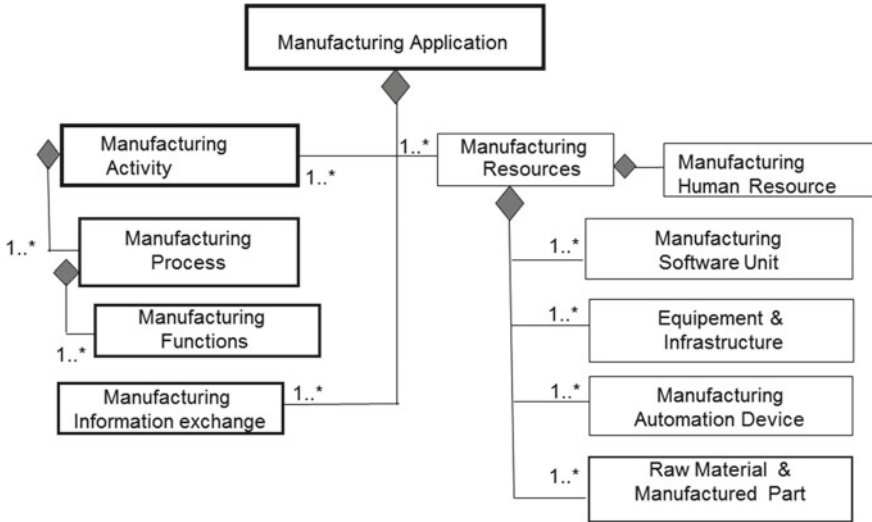 Manufacturing Application
Manufacturing
Activity
1..*
1..*
Manufacturing
Resources
Manufacturing
Human Resource
1..*
Manufacturing
Process
1..*
Manufacturing
Software Unit
1..*
Manufacturing
Functions
1..*
Equipement &
Infrastructure
Manufacturing
Information exchange
1..*
1..*
Manufacturing
Automation Device
1..*
Raw Material &
Manufactured Part